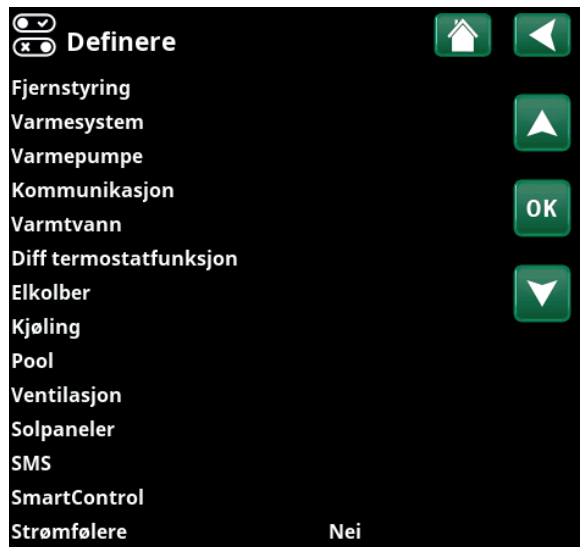 Definere
Fjernstyring
Varmesystem
Varmepumpe
Kommunikasjon
Varmtvann
OK
Diff termostatfunksjon
Elkolber
Kjøling
Pool
Ventilasjon
Solpaneler
SMS
SmartControl
Strømfølere Nei